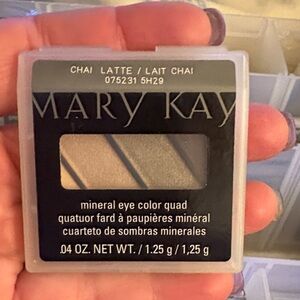 CHAI LATTE / LAIT CHAI
075231 5H29
MARY KAY
mineral eye color quad
quatuor fard à paupières minéral
cuarteto de sombras minerales
.04 OZ. NET WT. / 1.25 g / 1,25 g